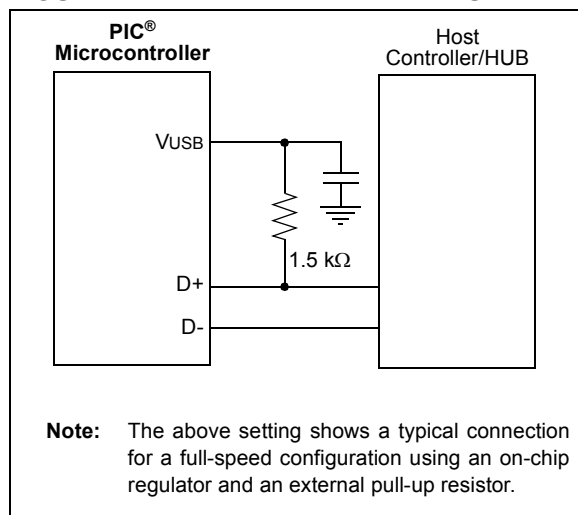 PIC®
Microcontroller
Host
Controller/HUB
VUSB
1.5 kΩ
D+
D-
Note: The above setting shows a typical connection
for a full-speed configuration using an on-chip
regulator and an external pull-up resistor.